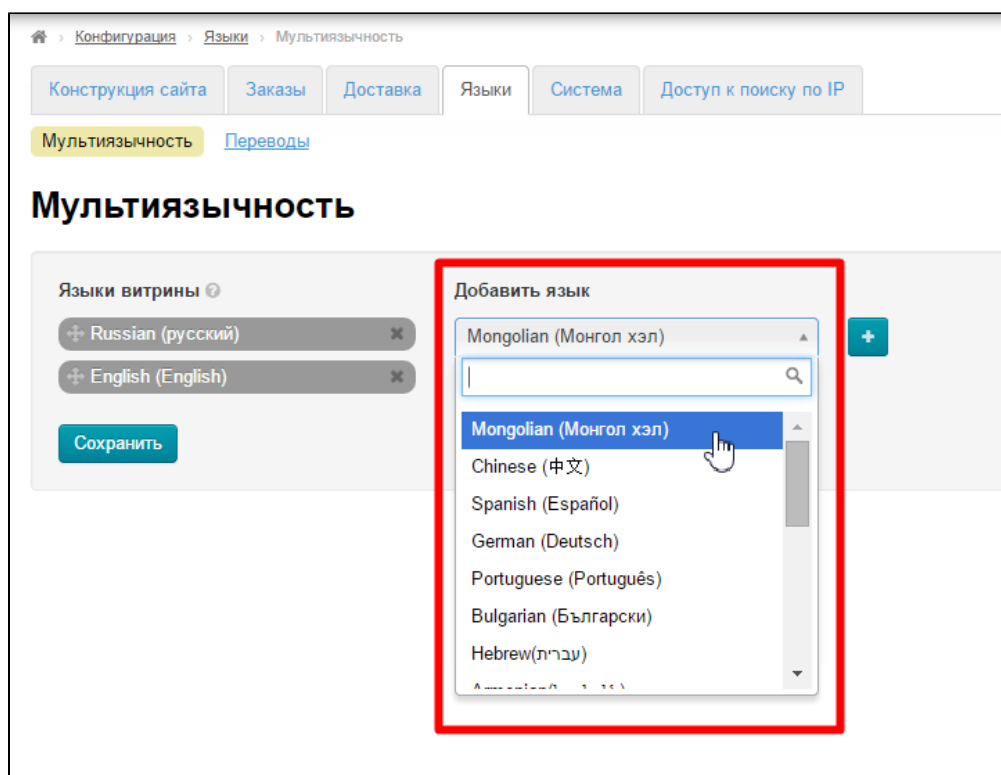 Конфигурация › Языки › Мультиязычность
Конструкция сайта Заказы Доставка Языки Система Доступ к поиску по IP
Мультиязычность Переводы
Мультиязычность
Языки витрины
Добавить язык
Russian (русский)
Mongolian (Монгол хэл)
English (English)
Сохранить
Mongolian (Монгол хэл)
Chinese (中文)
Spanish (Español)
German (Deutsch)
Portuguese (Português)
Bulgarian (Български)
Hebrew(עברית)